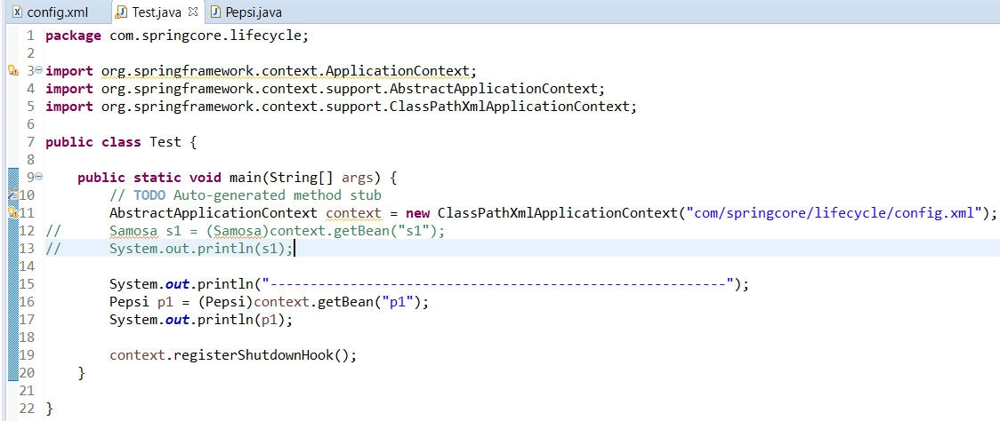 config.xml Test.java Pepsi.java
1 package com.springcore.lifecycle;
2
3 import org.springframework.context.ApplicationContext;
4 import org.springframework.context.support.AbstractApplicationContext;
5 import org.springframework.context.support.ClassPathXmlApplicationContext;
6
7 public class Test {
8
9 public static void main(String[] args) {
10 // TODO Auto-generated method stub
11 AbstractApplicationContext context = new ClassPathXmlApplicationContext("com/springcore/lifecycle/config.xml");
12 // Samosa s1 = (Samosa)context.getBean("s1");
13 // System.out.println(s1);
14
15 System.out.println("---------------------------------------------------------");
16 Pepsi p1 = (Pepsi)context.getBean("p1");
17 System.out.println(p1);
18
19 context.registerShutdownHook();
20 }
21
22 }